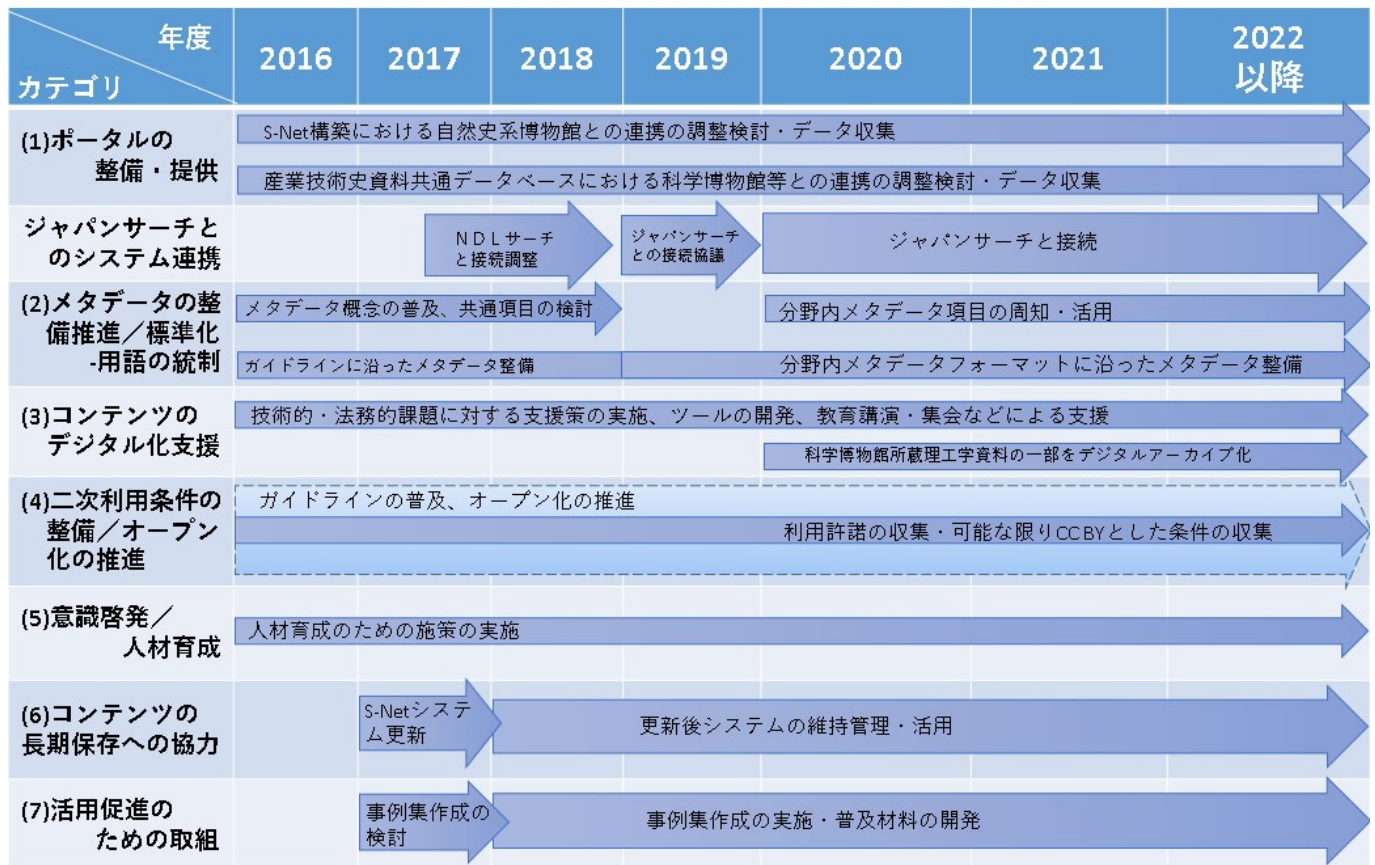 年度
カテゴリ
2016
2017
2018
2019
2020
2021
2022
以降
(1)ポータルの
整備・提供
S-Net構築における自然史系博物館との連携の調整検討・データ収集
産業技術史資料共通データベースにおける科学博物館等との連携の調整検討・データ収集
ジャパンサーチと
のシステム連携
NDLサーチ
と接続調整
ジャパンサーチ
との接続協議
ジャパンサーチと接続
(2)メタデータの整
備推進／標準化
-用語の統制
メタデータ概念の普及、共通項目の検討
分野内メタデータ項目の周知・活用
ガイドラインに沿ったメタデータ整備
分野内メタデータフォーマットに沿ったメタデータ整備
(3)コンテンツの
デジタル化支援
技術的・法務的課題に対する支援策の実施、ツールの開発、教育講演・集会などによる支援
科学博物館所蔵理工学資料の一部をデジタルアーカイブ化
(4)二次利用条件の
整備／オープン
化の推進
ガイドラインの普及、オープン化の推進
利用許諾の収集・可能な限りCCBYとした条件の収集
(5)意識啓発／
人材育成
人材育成のための施策の実施
(6)コンテンツの
長期保存への協力
S-Netシステ
ム更新
更新後システムの維持管理・活用
(7)活用促進の
ための取組
事例集作成の
検討
事例集作成の実施・普及材料の開発